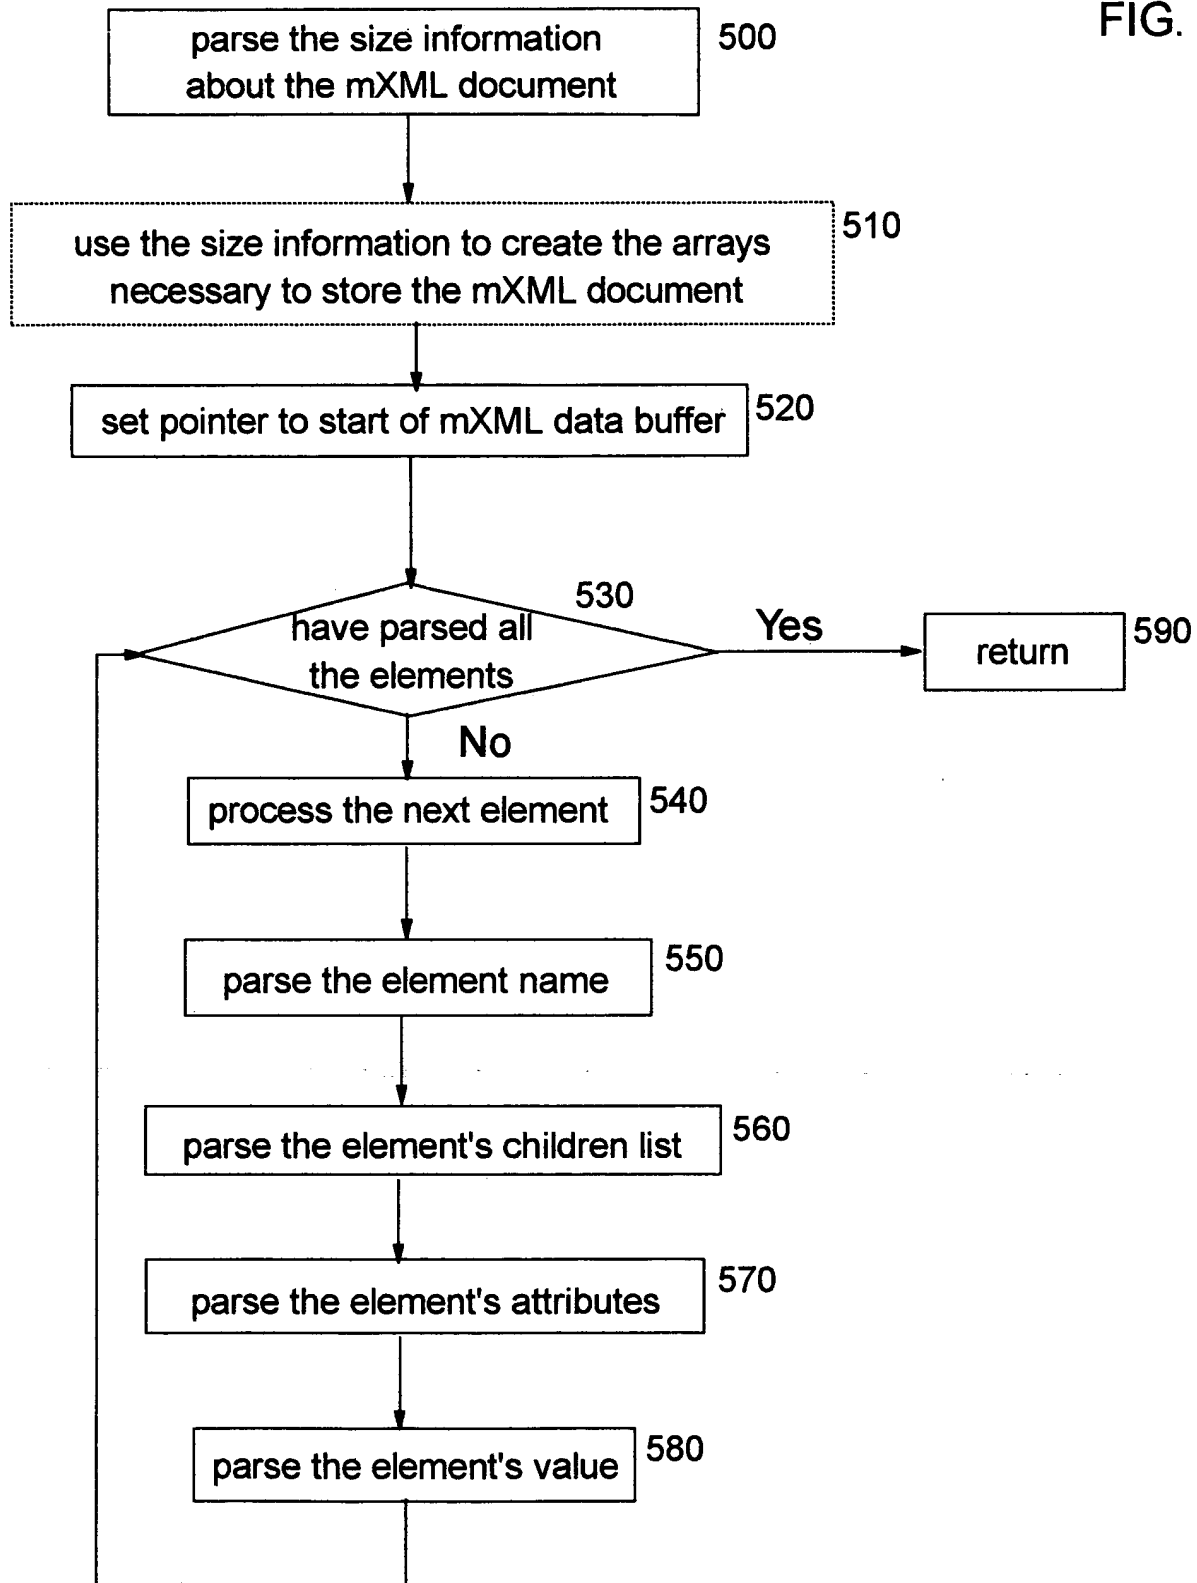 FIG.
parse the size information
about the mXML document
500
use the size information to create the arrays
necessary to store the mXML document
510
set pointer to start of mXML data buffer
520
530
have parsed all
the elements
Yes
return
590
No
process the next element
540
parse the element name
550
parse the element's children list
560
parse the element's attributes
570
parse the element's value
580